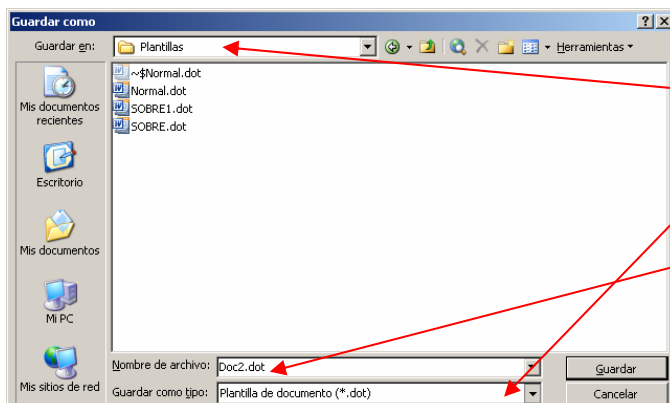 Guardar como
Guardar en: Plantillas Herramientas
~$Normal.dot
Normal.dot
SOBRE1.dot
SOBRE.dot
Mis documentos
recientes
Escritorio
Mis documentos
Mi PC
Mis sitios de red
Nombre de archivo: Doc2.dot Guardar
Guardar como tipo: Plantilla de documento (*.dot) Cancelar